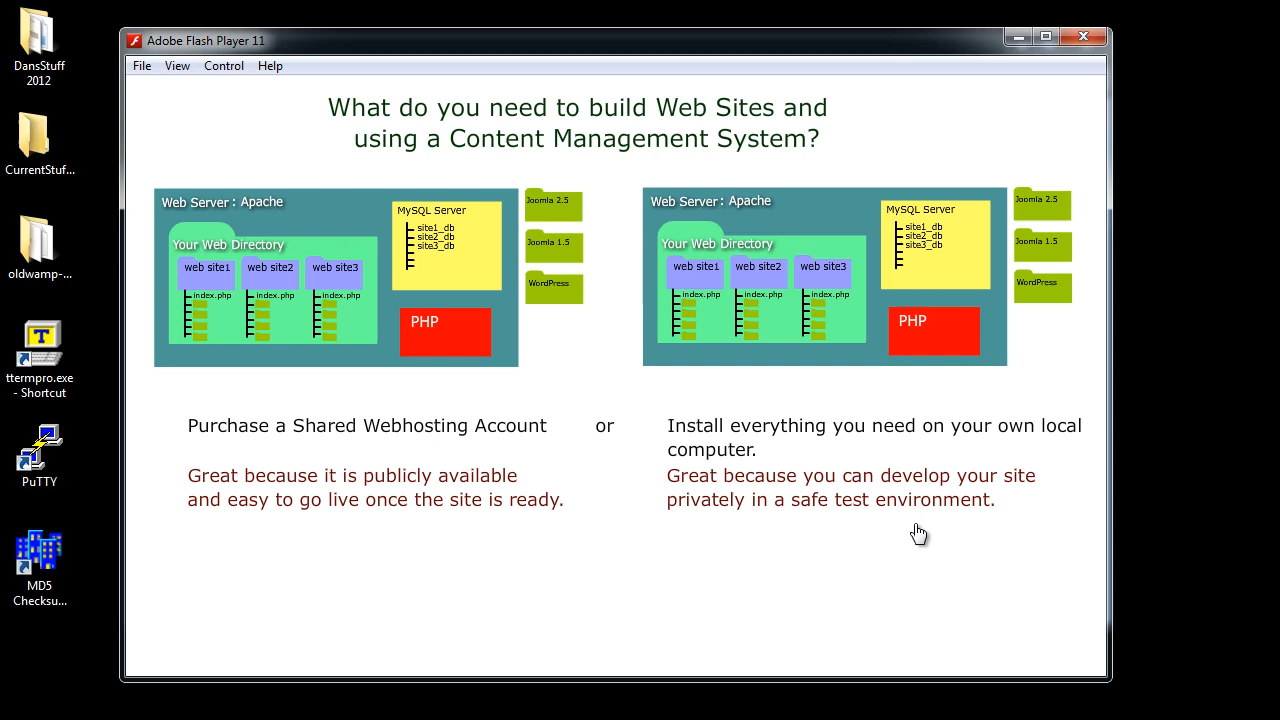 DansStuff
2012
CurrentStuf...
oldwamp-...
ttermpro.exe
- Shortcut
PuTTY
MD5
Checksu...
Adobe Flash Player 11
File View Control Help
What do you need to build Web Sites and
using a Content Management System?
Web Server : Apache
Your Web Directory
web site1 web site2 web site3
index.php index.php index.php
MySQL Server
site1_db
site2_db
site3_db
PHP
Joomla 2.5
Joomla 1.5
WordPress
Web Server : Apache
Your Web Directory
web site1 web site2 web site3
index.php index.php index.php
MySQL Server
site1_db
site2_db
site3_db
PHP
Joomla 2.5
Joomla 1.5
WordPress
Purchase a Shared Webhosting Account
Great because it is publicly available
and easy to go live once the site is ready.
or
Install everything you need on your own local
computer.
Great because you can develop your site
privately in a safe test environment.